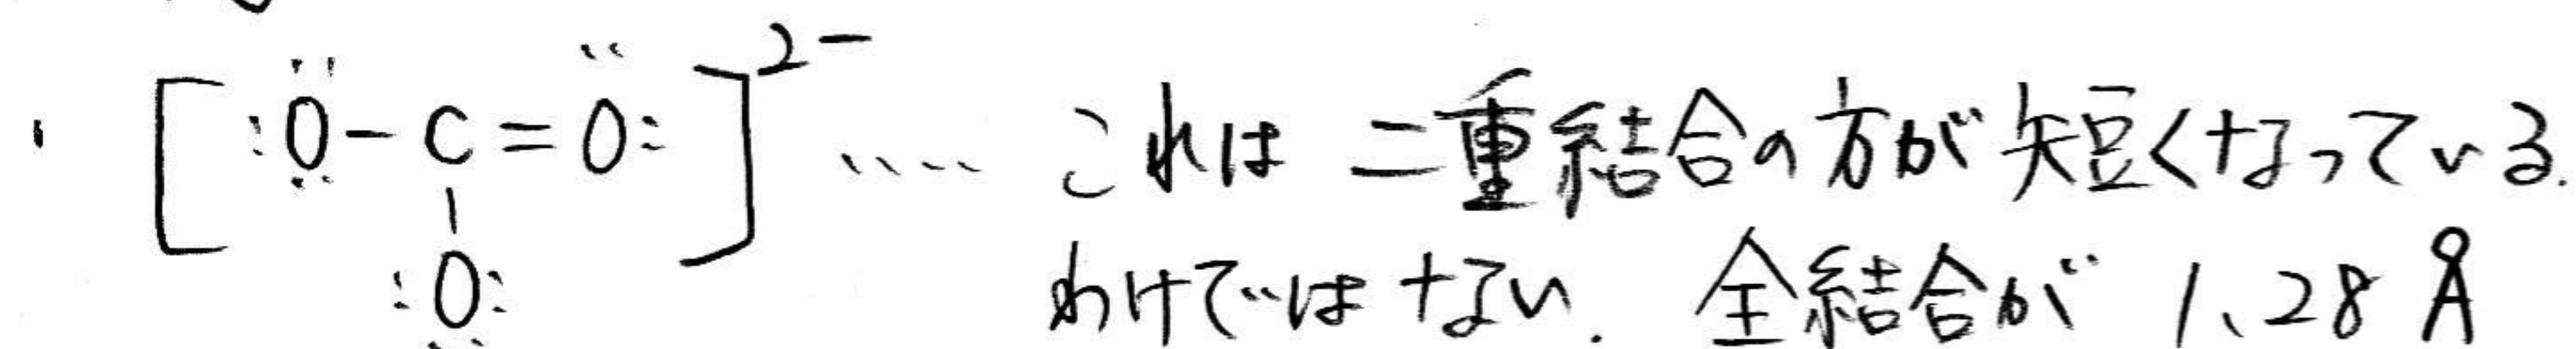 ・[:Ö-C=Ö:]²⁻ ‥‥ これは二重結合の方が短くなっている.
|
:O:
わけではない. 全結合が 1.28 Å